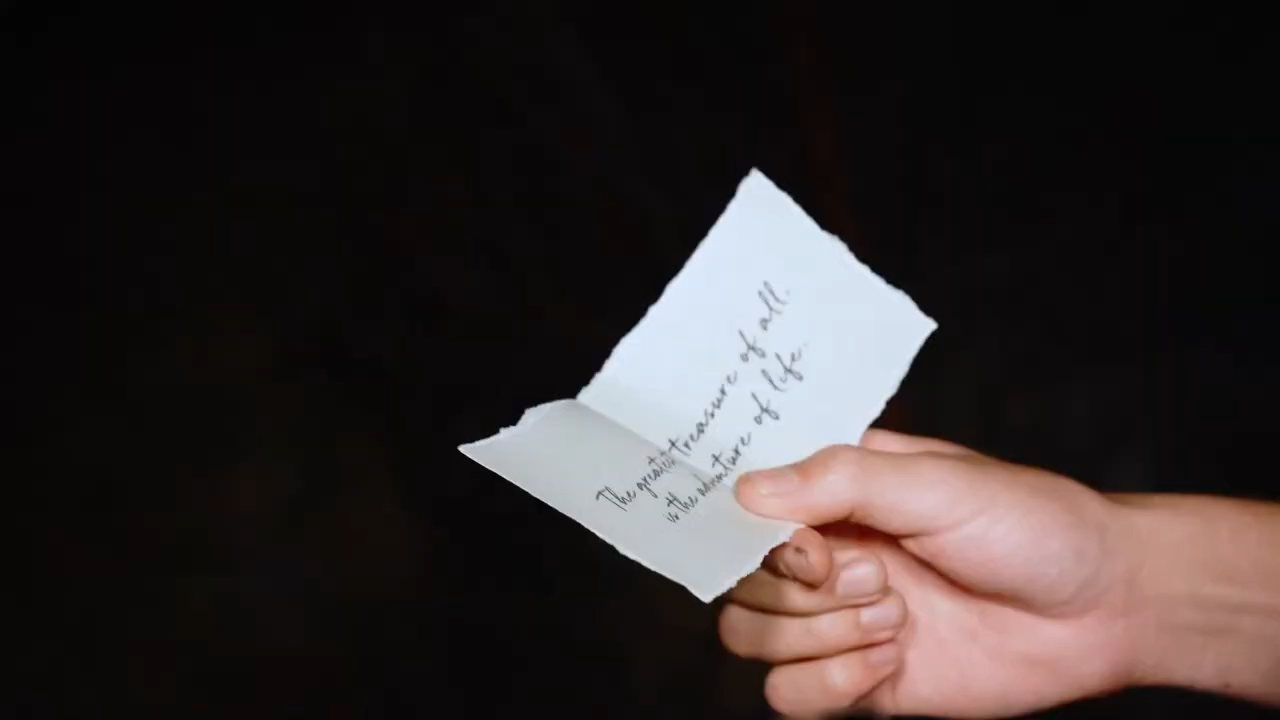 The greatest treasure of all.
is the adventure of life.